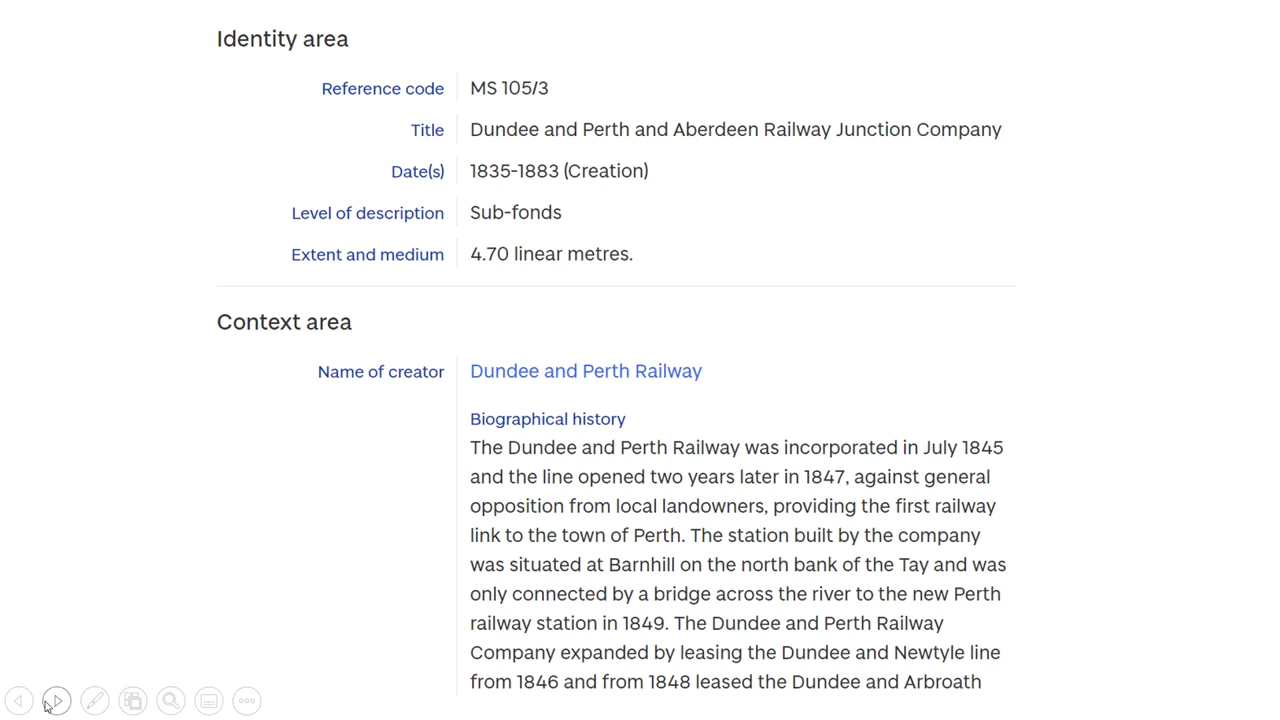 Identity area
Reference code MS 105/3
Title Dundee and Perth and Aberdeen Railway Junction Company
Date(s) 1835-1883 (Creation)
Level of description Sub-fonds
Extent and medium 4.70 linear metres.
Context area
Name of creator Dundee and Perth Railway
Biographical history
The Dundee and Perth Railway was incorporated in July 1845
and the line opened two years later in 1847, against general
opposition from local landowners, providing the first railway
link to the town of Perth. The station built by the company
was situated at Barnhill on the north bank of the Tay and was
only connected by a bridge across the river to the new Perth
railway station in 1849. The Dundee and Perth Railway
Company expanded by leasing the Dundee and Newtyle line
from 1846 and from 1848 leased the Dundee and Arbroath